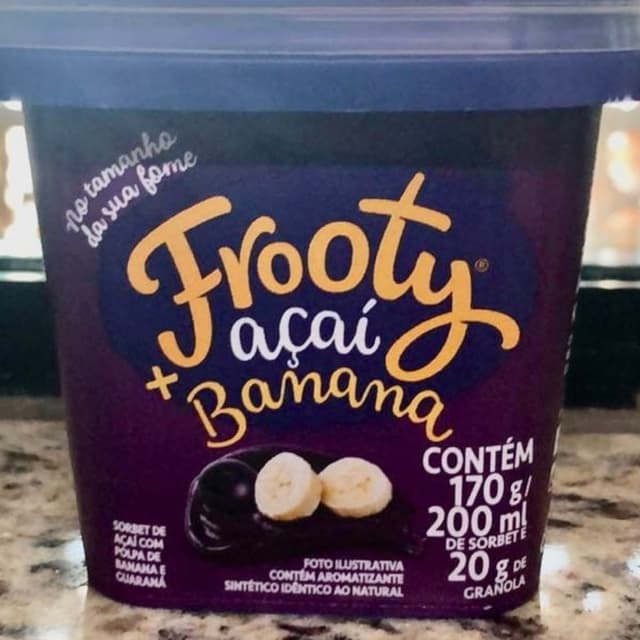 no tamanho
da sua fome
Frooty®
açaí
+ Banana
CONTÉM
170 g/
200 ml
DE SORBET E
20 g DE
GRANOLA
SORBET DE
AÇAÍ COM
POLPA DE
BANANA E
GUARANÁ
FOTO ILUSTRATIVA
CONTÉM AROMATIZANTE
SINTÉTICO IDÊNTICO AO NATURAL